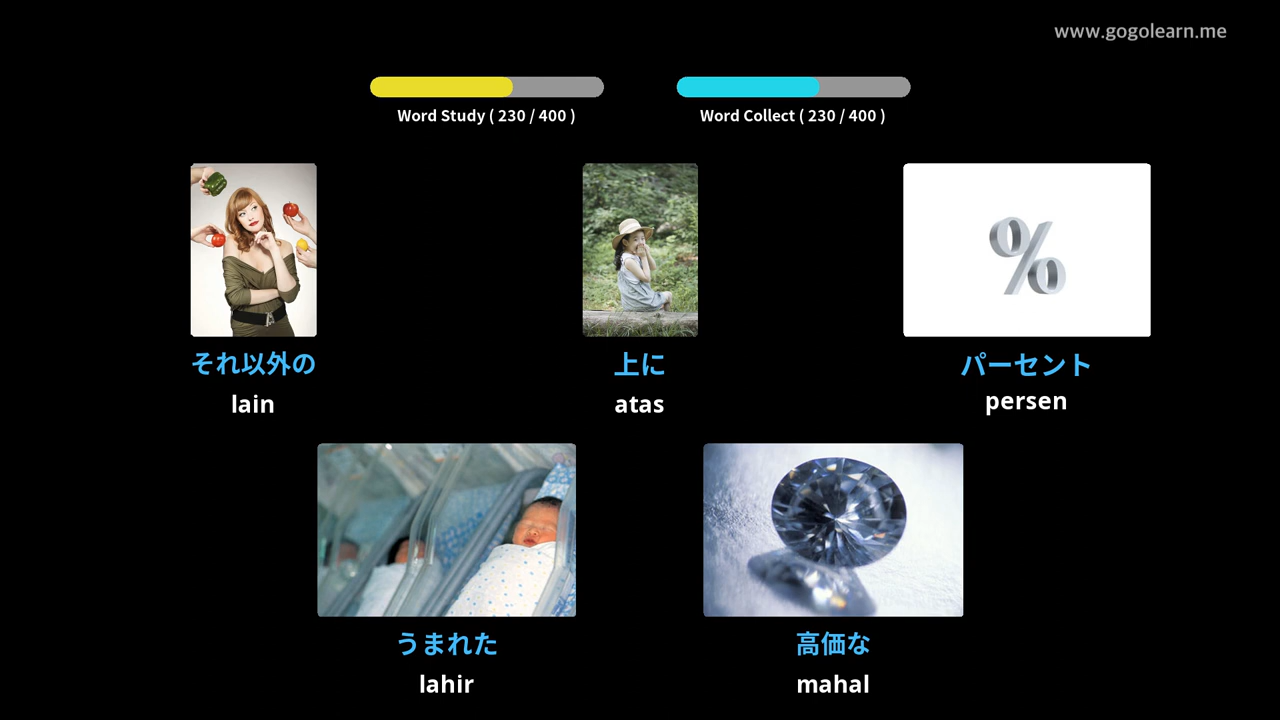 www.gogolearn.me
Word Study ( 230 / 400 )
Word Collect ( 230 / 400 )
それ以外の
lain
上に
atas
パーセント
persen
うまれた
lahir
高価な
mahal